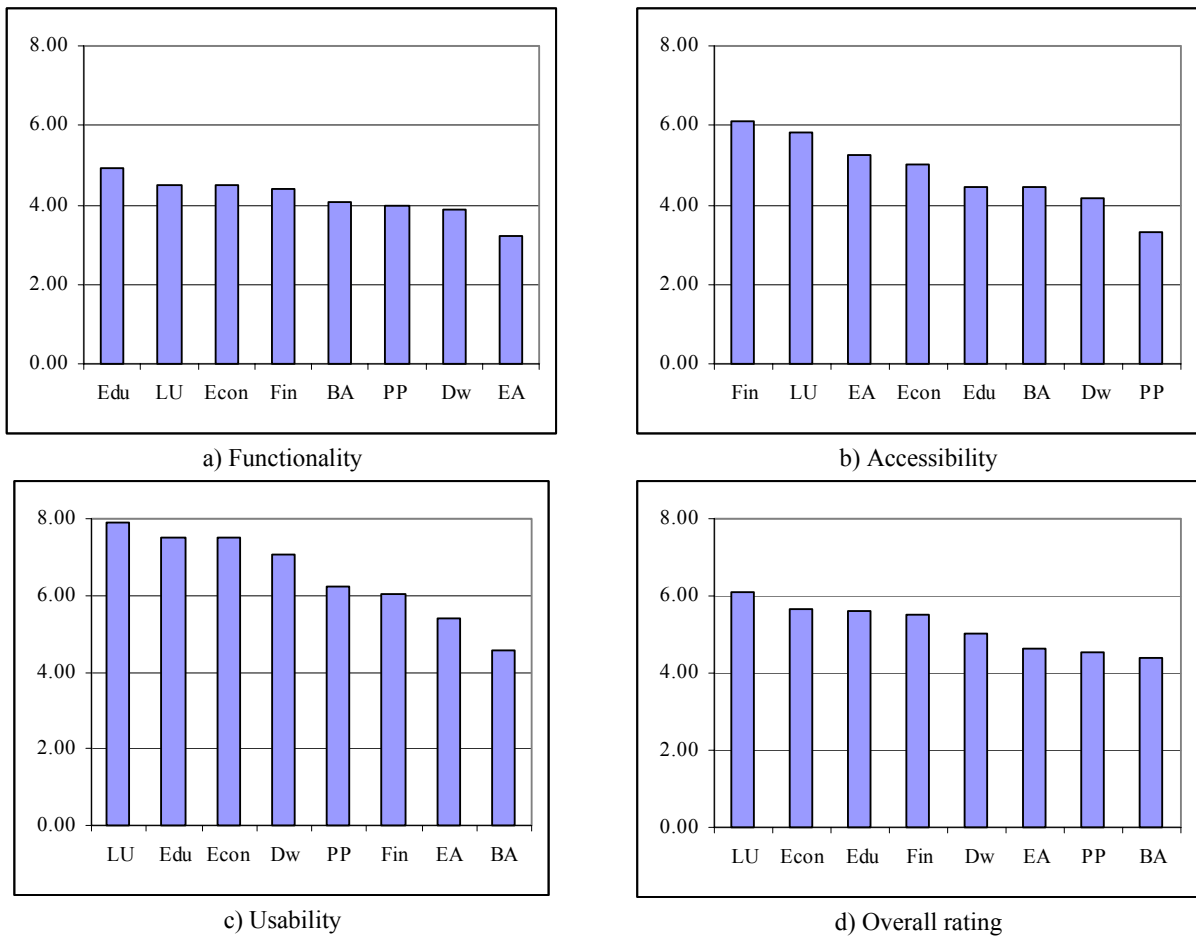 8.00
6.00
4.00
2.00
0.00
Edu LU Econ Fin BA PP Dw EA
a) Functionality
8.00
6.00
4.00
2.00
0.00
Fin LU EA Econ Edu BA Dw PP
b) Accessibility
8.00
6.00
4.00
2.00
0.00
LU Edu Econ Dw PP Fin EA BA
c) Usability
8.00
6.00
4.00
2.00
0.00
LU Econ Edu Fin Dw EA PP BA
d) Overall rating